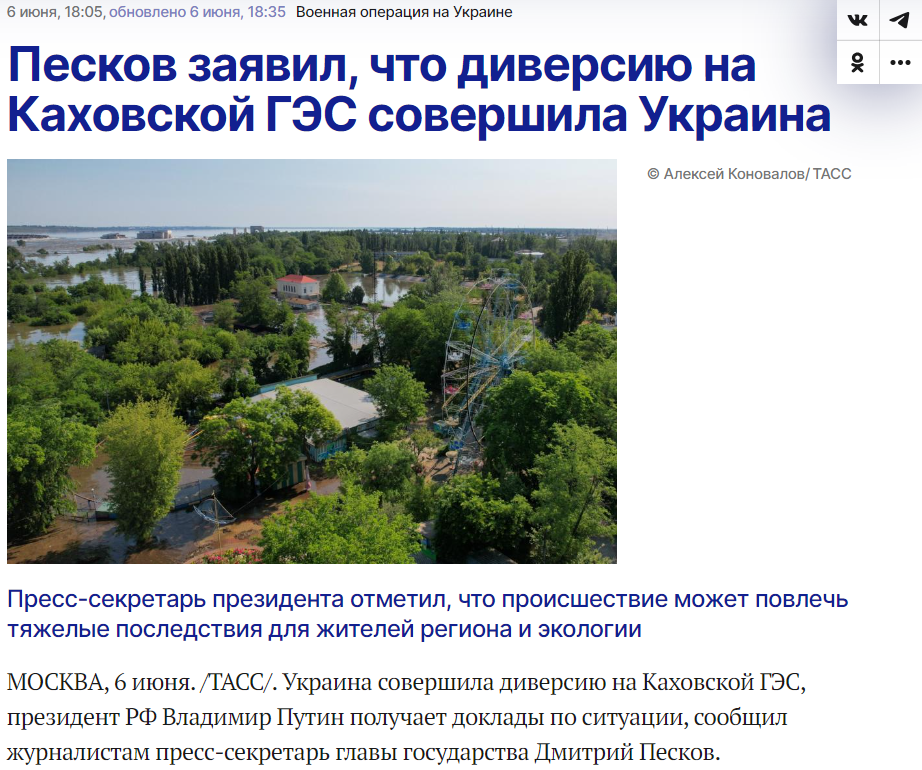 6 июня, 18:05, обновлено 6 июня, 18:35 Военная операция на Украине
Песков заявил, что диверсию на
Каховской ГЭС совершила Украина
© Алексей Коновалов/ ТАСС
Пресс-секретарь президента отметил, что происшествие может повлечь
тяжелые последствия для жителей региона и экологии
МОСКВА, 6 июня. /ТАСС/. Украина совершила диверсию на Каховской ГЭС,
президент РФ Владимир Путин получает доклады по ситуации, сообщил
журналистам пресс-секретарь главы государства Дмитрий Песков.